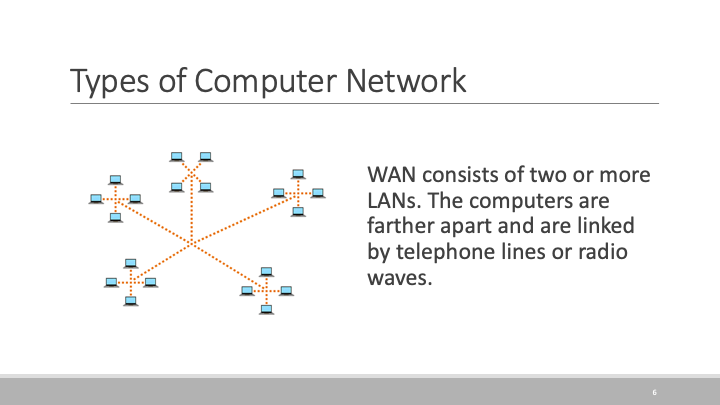 Types of Computer Network
WAN consists of two or more
LANs. The computers are
farther apart and are linked
by telephone lines or radio
waves.
6